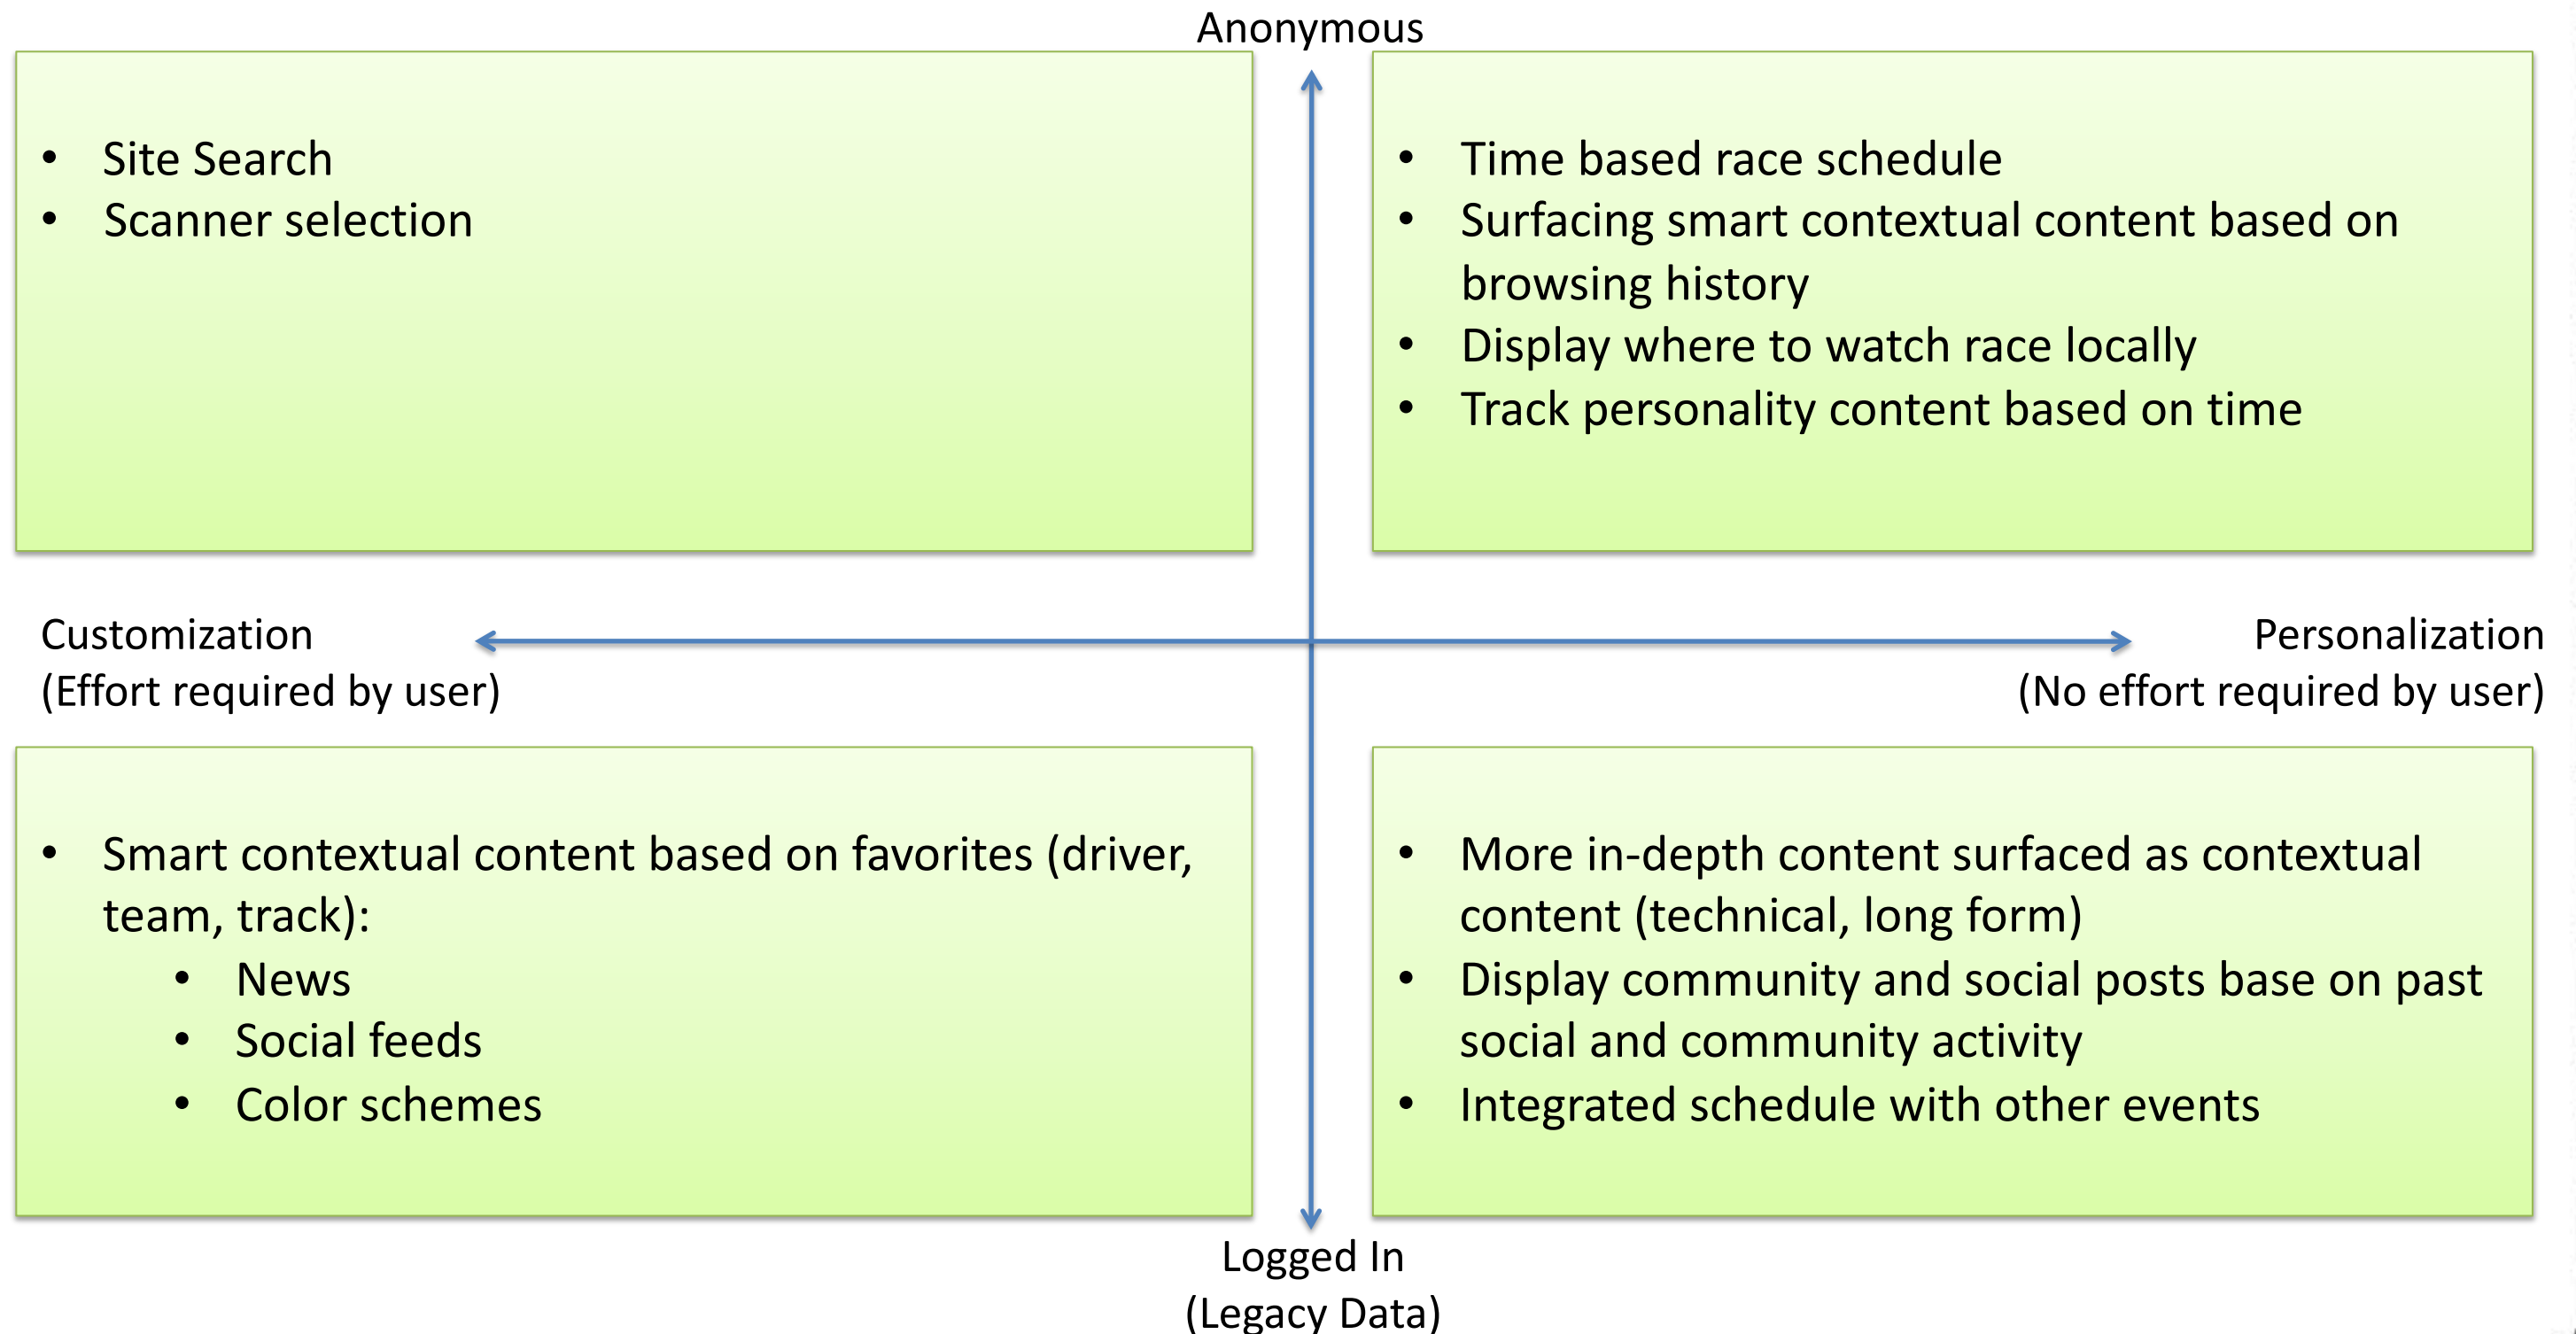 Anonymous
• Site Search
• Scanner selection
• Time based race schedule
• Surfacing smart contextual content based on
browsing history
• Display where to watch race locally
• Track personality content based on time
Customization
(Effort required by user)
Personalization
(No effort required by user)
• Smart contextual content based on favorites (driver,
team, track):
• News
• Social feeds
• Color schemes
• More in-depth content surfaced as contextual
content (technical, long form)
• Display community and social posts base on past
social and community activity
• Integrated schedule with other events
Logged In
(Legacy Data)